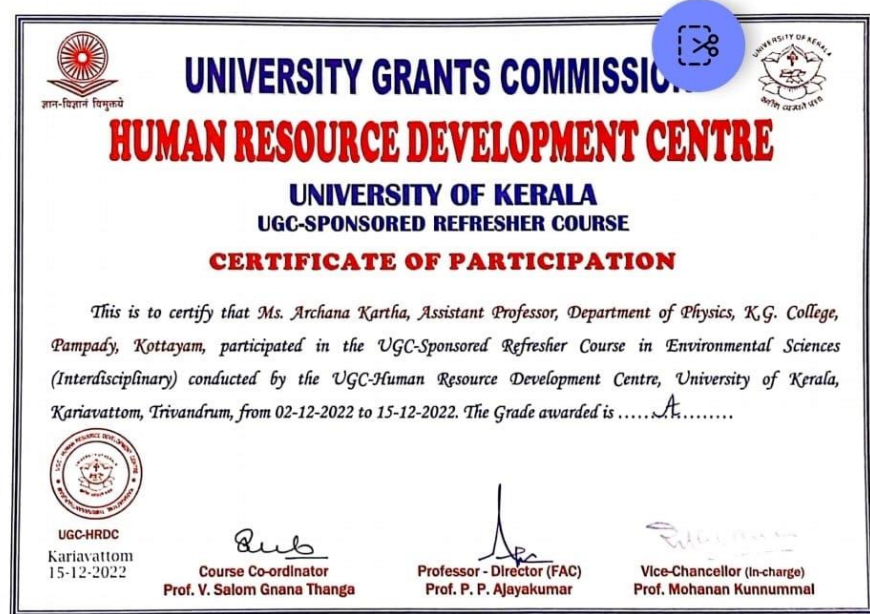 UNIVERSITY GRANTS COMMISSIO
HUMAN RESOURCE DEVELOPMENT CENTRE
UNIVERSITY OF KERALA
UGC-SPONSORED REFRESHER COURSE
CERTIFICATE OF PARTICIPATION
ज्ञान-विज्ञानं विमुक्तये
UNIVERSITY OF KERALA
This is to certify that Ms. Archana Kartha, Assistant Professor, Department of Physics, K.G. College,
Pampady, Kottayam, participated in the UGC-Sponsored Refresher Course in Environmental Sciences
(Interdisciplinary) conducted by the UGC-Human Resource Development Centre, University of Kerala,
Kariavattom, Trivandrum, from 02-12-2022 to 15-12-2022. The Grade awarded is ......A.........
UGC-HRDC
Kariavattom
15-12-2022
Course Co-ordinator
Prof. V. Salom Gnana Thanga
Professor - Director (FAC)
Prof. P. P. Ajayakumar
Vice-Chancellor (In-charge)
Prof. Mohanan Kunnummal